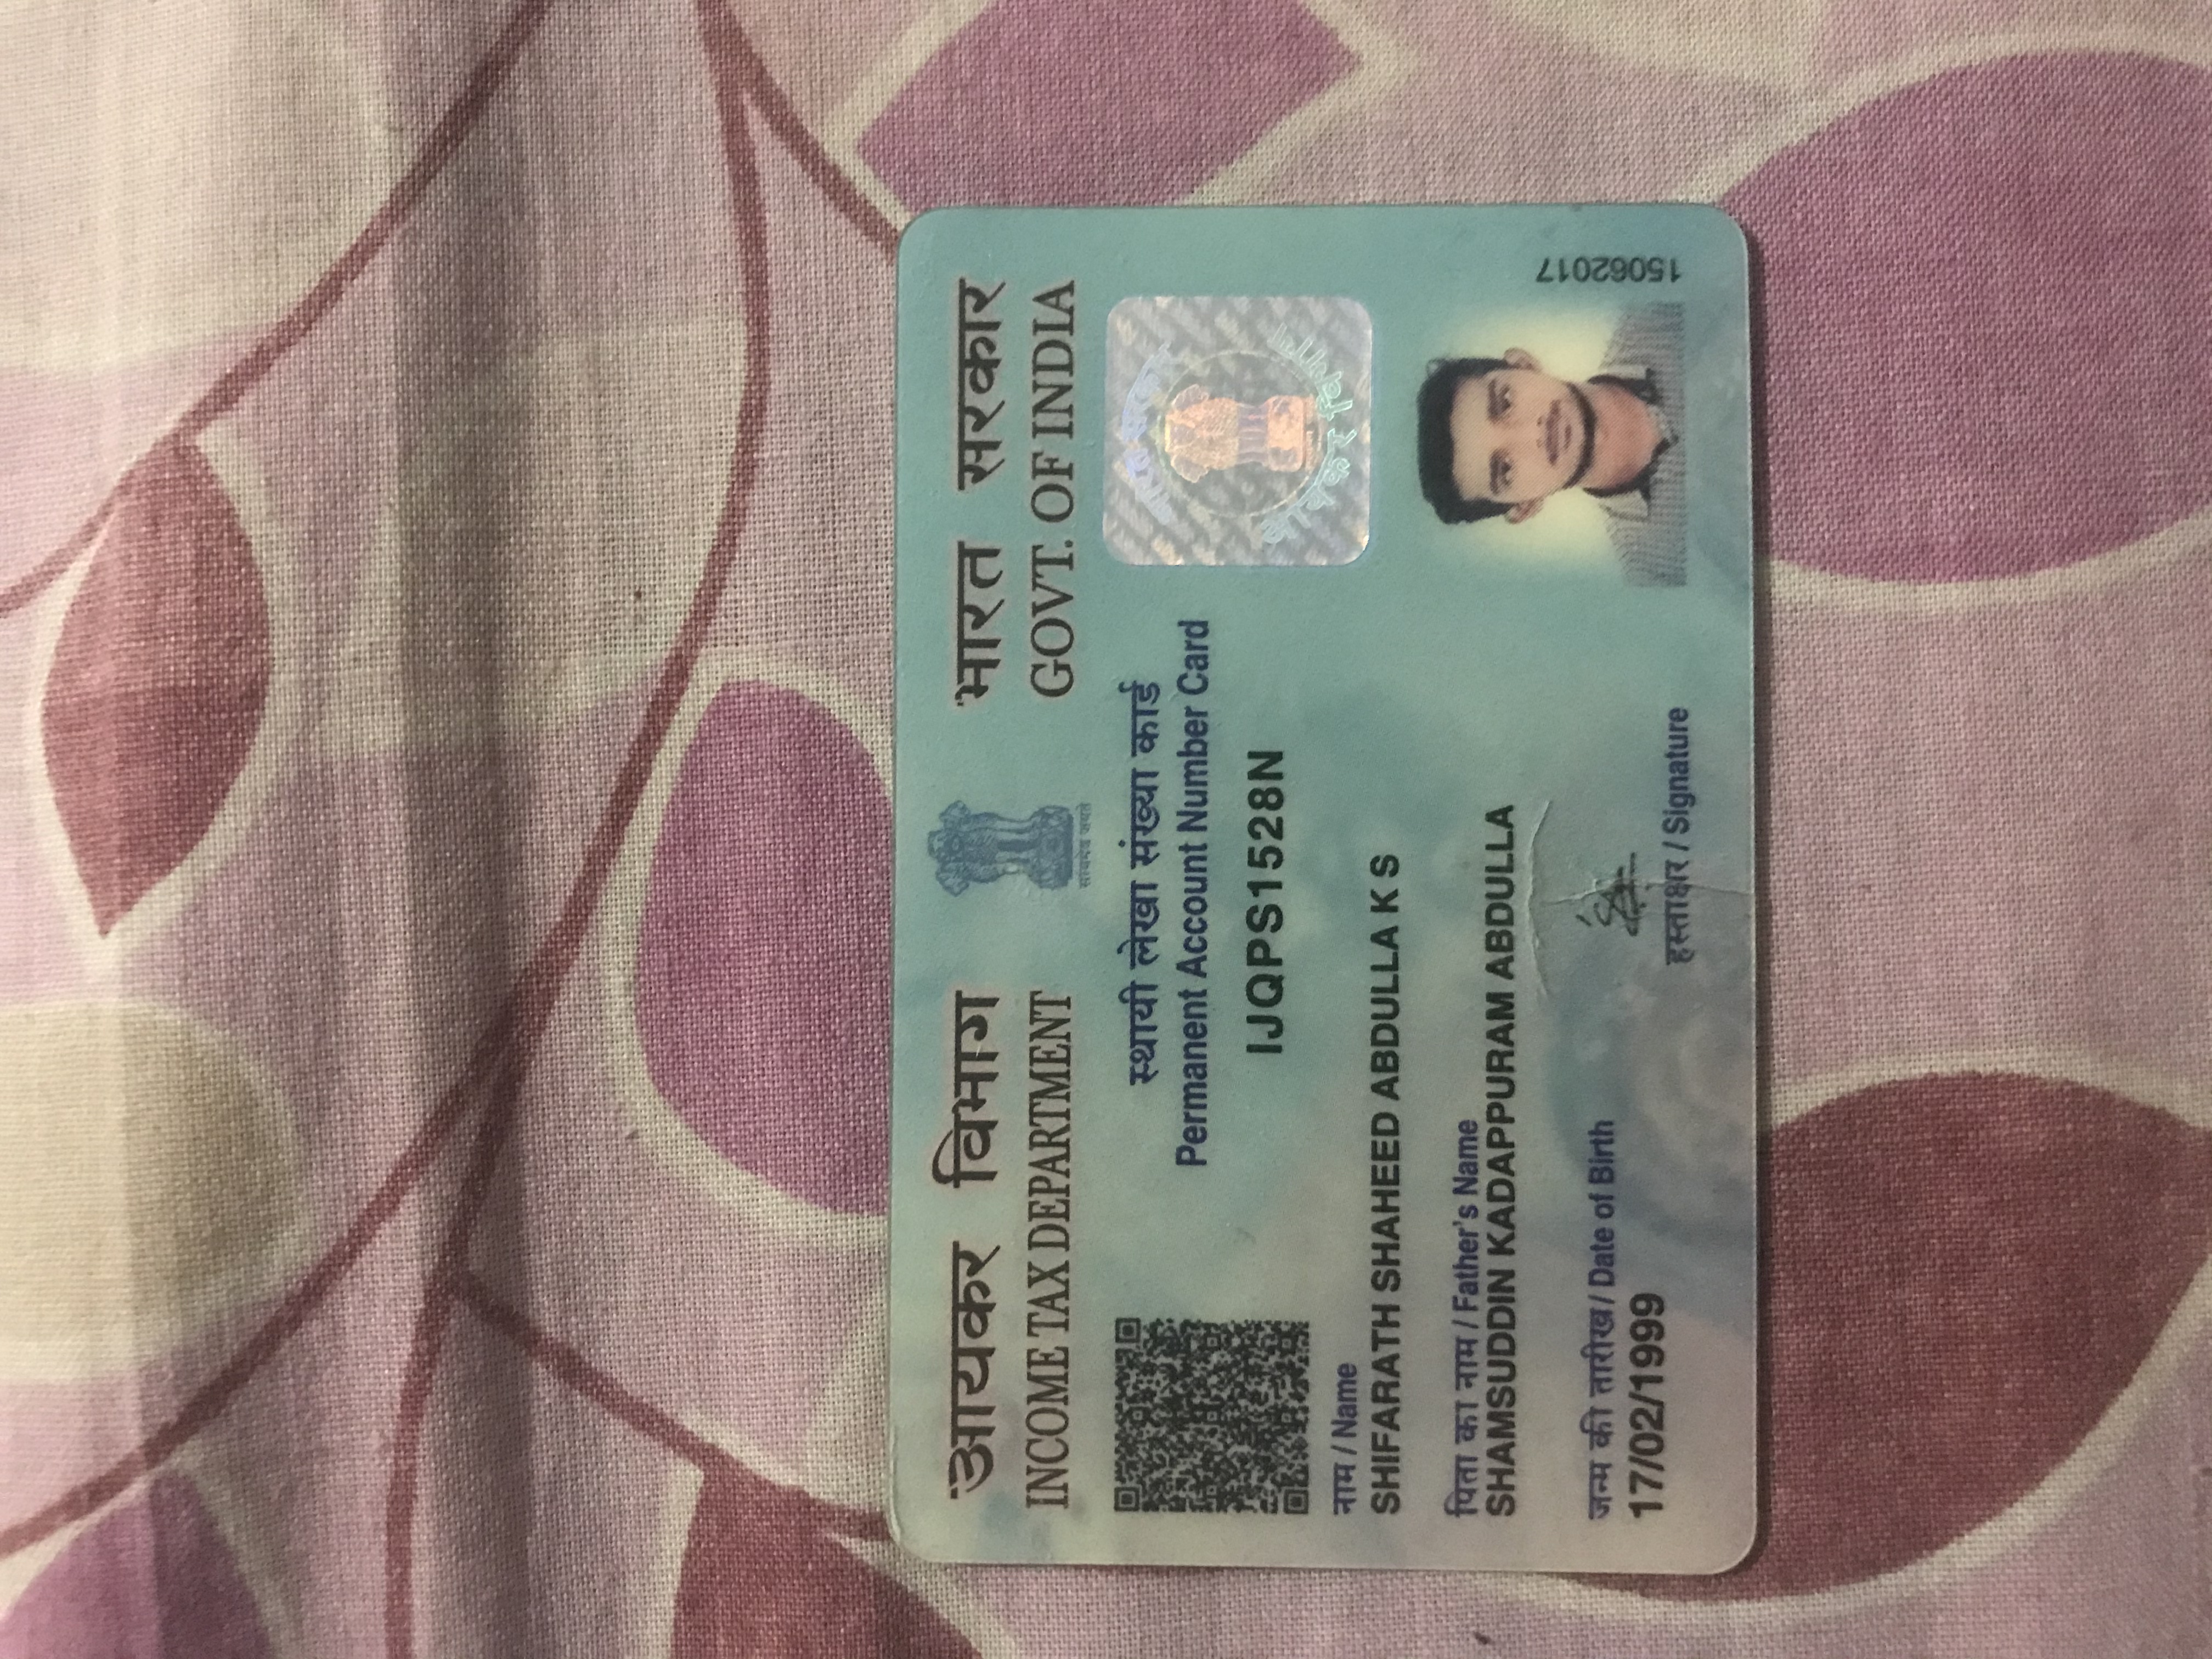 आयकर विभाग
INCOME TAX DEPARTMENT
भारत सरकार
GOVT. OF INDIA
सत्यमेव जयते
स्थायी लेखा संख्या कार्ड
Permanent Account Number Card
IJQPS1528N
भारत सरकार
आयकर विभाग
नाम / Name
SHIFARATH SHAHEED ABDULLA K S
पिता का नाम / Father's Name
SHAMSUDDIN KADAPPURAM ABDULLA
जन्म की तारीख / Date of Birth
17/02/1999
हस्ताक्षर / Signature
15062017